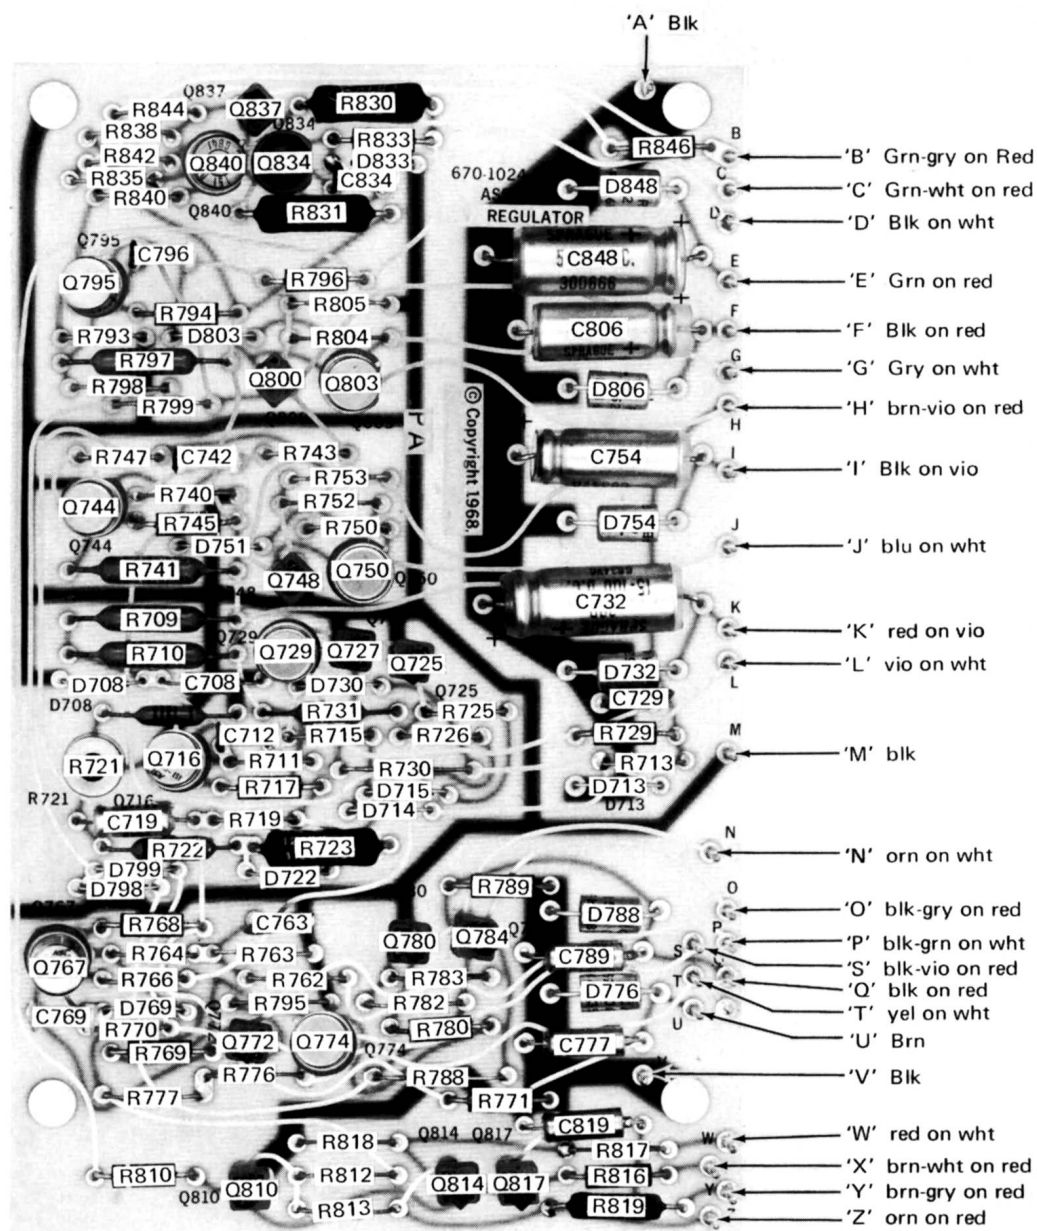 'A' Blk
Q837
R844
Q837
R830
Q834
R838
R833
B
R842
Q840
Q834
D833
R846
'B' Grn-gry on Red
R835
C834
670-1024
C
R840
D848
'C' Grn-wht on red
Q840
R831
REGULATOR
D
'D' Blk on wht
Q795
C796
C848
300666
E
Q795
R796
'E' Grn on red
R805
R794
C806
F
R793
D803
R804
'F' Blk on red
SPRAGUE
R797
G
Q800
Q803
'G' Gry on wht
R798
D806
R799
'H' brn-vio on red
© Copyright 1968.
H
R747
C742
R743
C754
I
R753
'I' Blk on vio
Q744
R740
R752
R745
R750
D754
J
Q744
D751
'J' blu on wht
R741
Q748
Q750
C732
K
R709
Q729
'K' red on vio
R710
Q729
Q727
Q725
'L' vio on wht
D708
C708
D730
Q725
D732
L
D708
C729
R731
R725
C712
R715
R726
R729
M
R721
Q716
R711
R730
R713
'M' blk
R717
D715
D713
R721
Q716
D714
D713
C719
R719
N
R722
R723
'N' orn on wht
D799
D722
D798
R789
O
R768
C763
D788
'O' blk-gry on red
Q780
Q784
P
Q767
R764
R763
C789
S
'P' blk-grn on wht
'S' blk-vio on red
R766
R762
R783
T
'Q' blk on red
R795
R782
D776
C769
D769
U
'T' yel on wht
R770
R780
'U' Brn
R769
Q772
Q774
Q774
C777
R776
R788
'V' Blk
R777
R771
C819
R818
Q814
Q817
R817
W
'W' red on wht
R810
R812
R816
'X' brn-wht on red
Q810
Q810
Q814
Q817
Y
'Y' brn-gry on red
R813
R819
'Z' orn on red